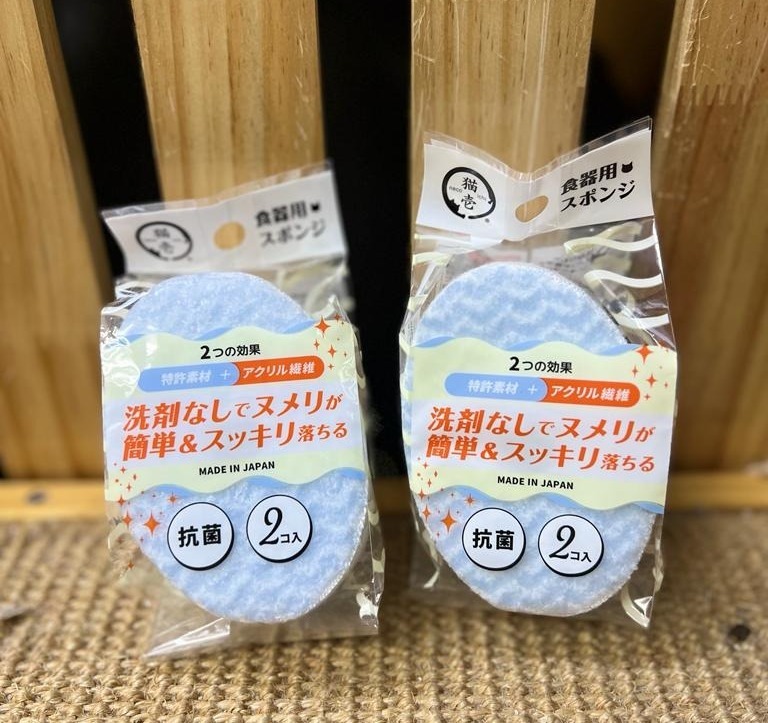 猫壱
食器用
スポンジ
2つの効果
特許素材 + アクリル繊維
洗剤なしでヌメリが
簡単&スッキリ落ちる
MADE IN JAPAN
抗菌
2コ入
neco
猫壱
ichi
食器用
スポンジ
2つの効果
特許素材 + アクリル繊維
洗剤なしでヌメリが
簡単&スッキリ落ちる
MADE IN JAPAN
抗菌
2コ入